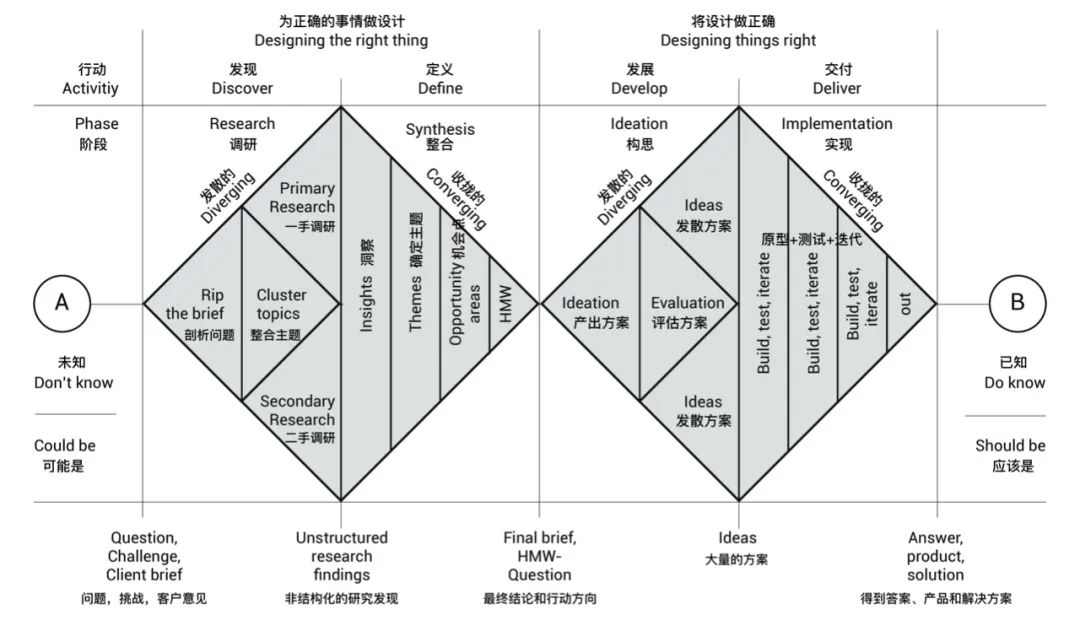 为正确的事情做设计
Designing the right thing
将设计做正确
Designing things right
行动
Activitiy
发现
Discover
定义
Define
发展
Develop
交付
Deliver
Phase
阶段
Research
调研
Synthesis
整合
Ideation
构思
Implementation
实现
发散的
Diverging
收拢的
Converging
发散的
Diverging
收拢的
Converging
A
未知
Don't know
Could be
可能是
Rip
the brief
剖析问题
Cluster
topics
整合主题
Primary
Research
一手调研
Secondary
Research
二手调研
Insights 洞察
Themes 确定主题
Opportunity 机会点
areas
HMW
Ideation
产出方案
Evaluation
评估方案
Ideas
发散方案
Ideas
发散方案
原型+测试+迭代
Build, test, iterate
Build, test, iterate
Build, test,
iterate
out
B
已知
Do know
Should be
应该是
Question,
Challenge,
Client brief
问题，挑战，客户意见
Unstructured
research
findings
非结构化的研究发现
Final brief,
HMW-
Question
最终结论和行动方向
Ideas
大量的方案
Answer,
product,
solution
得到答案、产品和解决方案